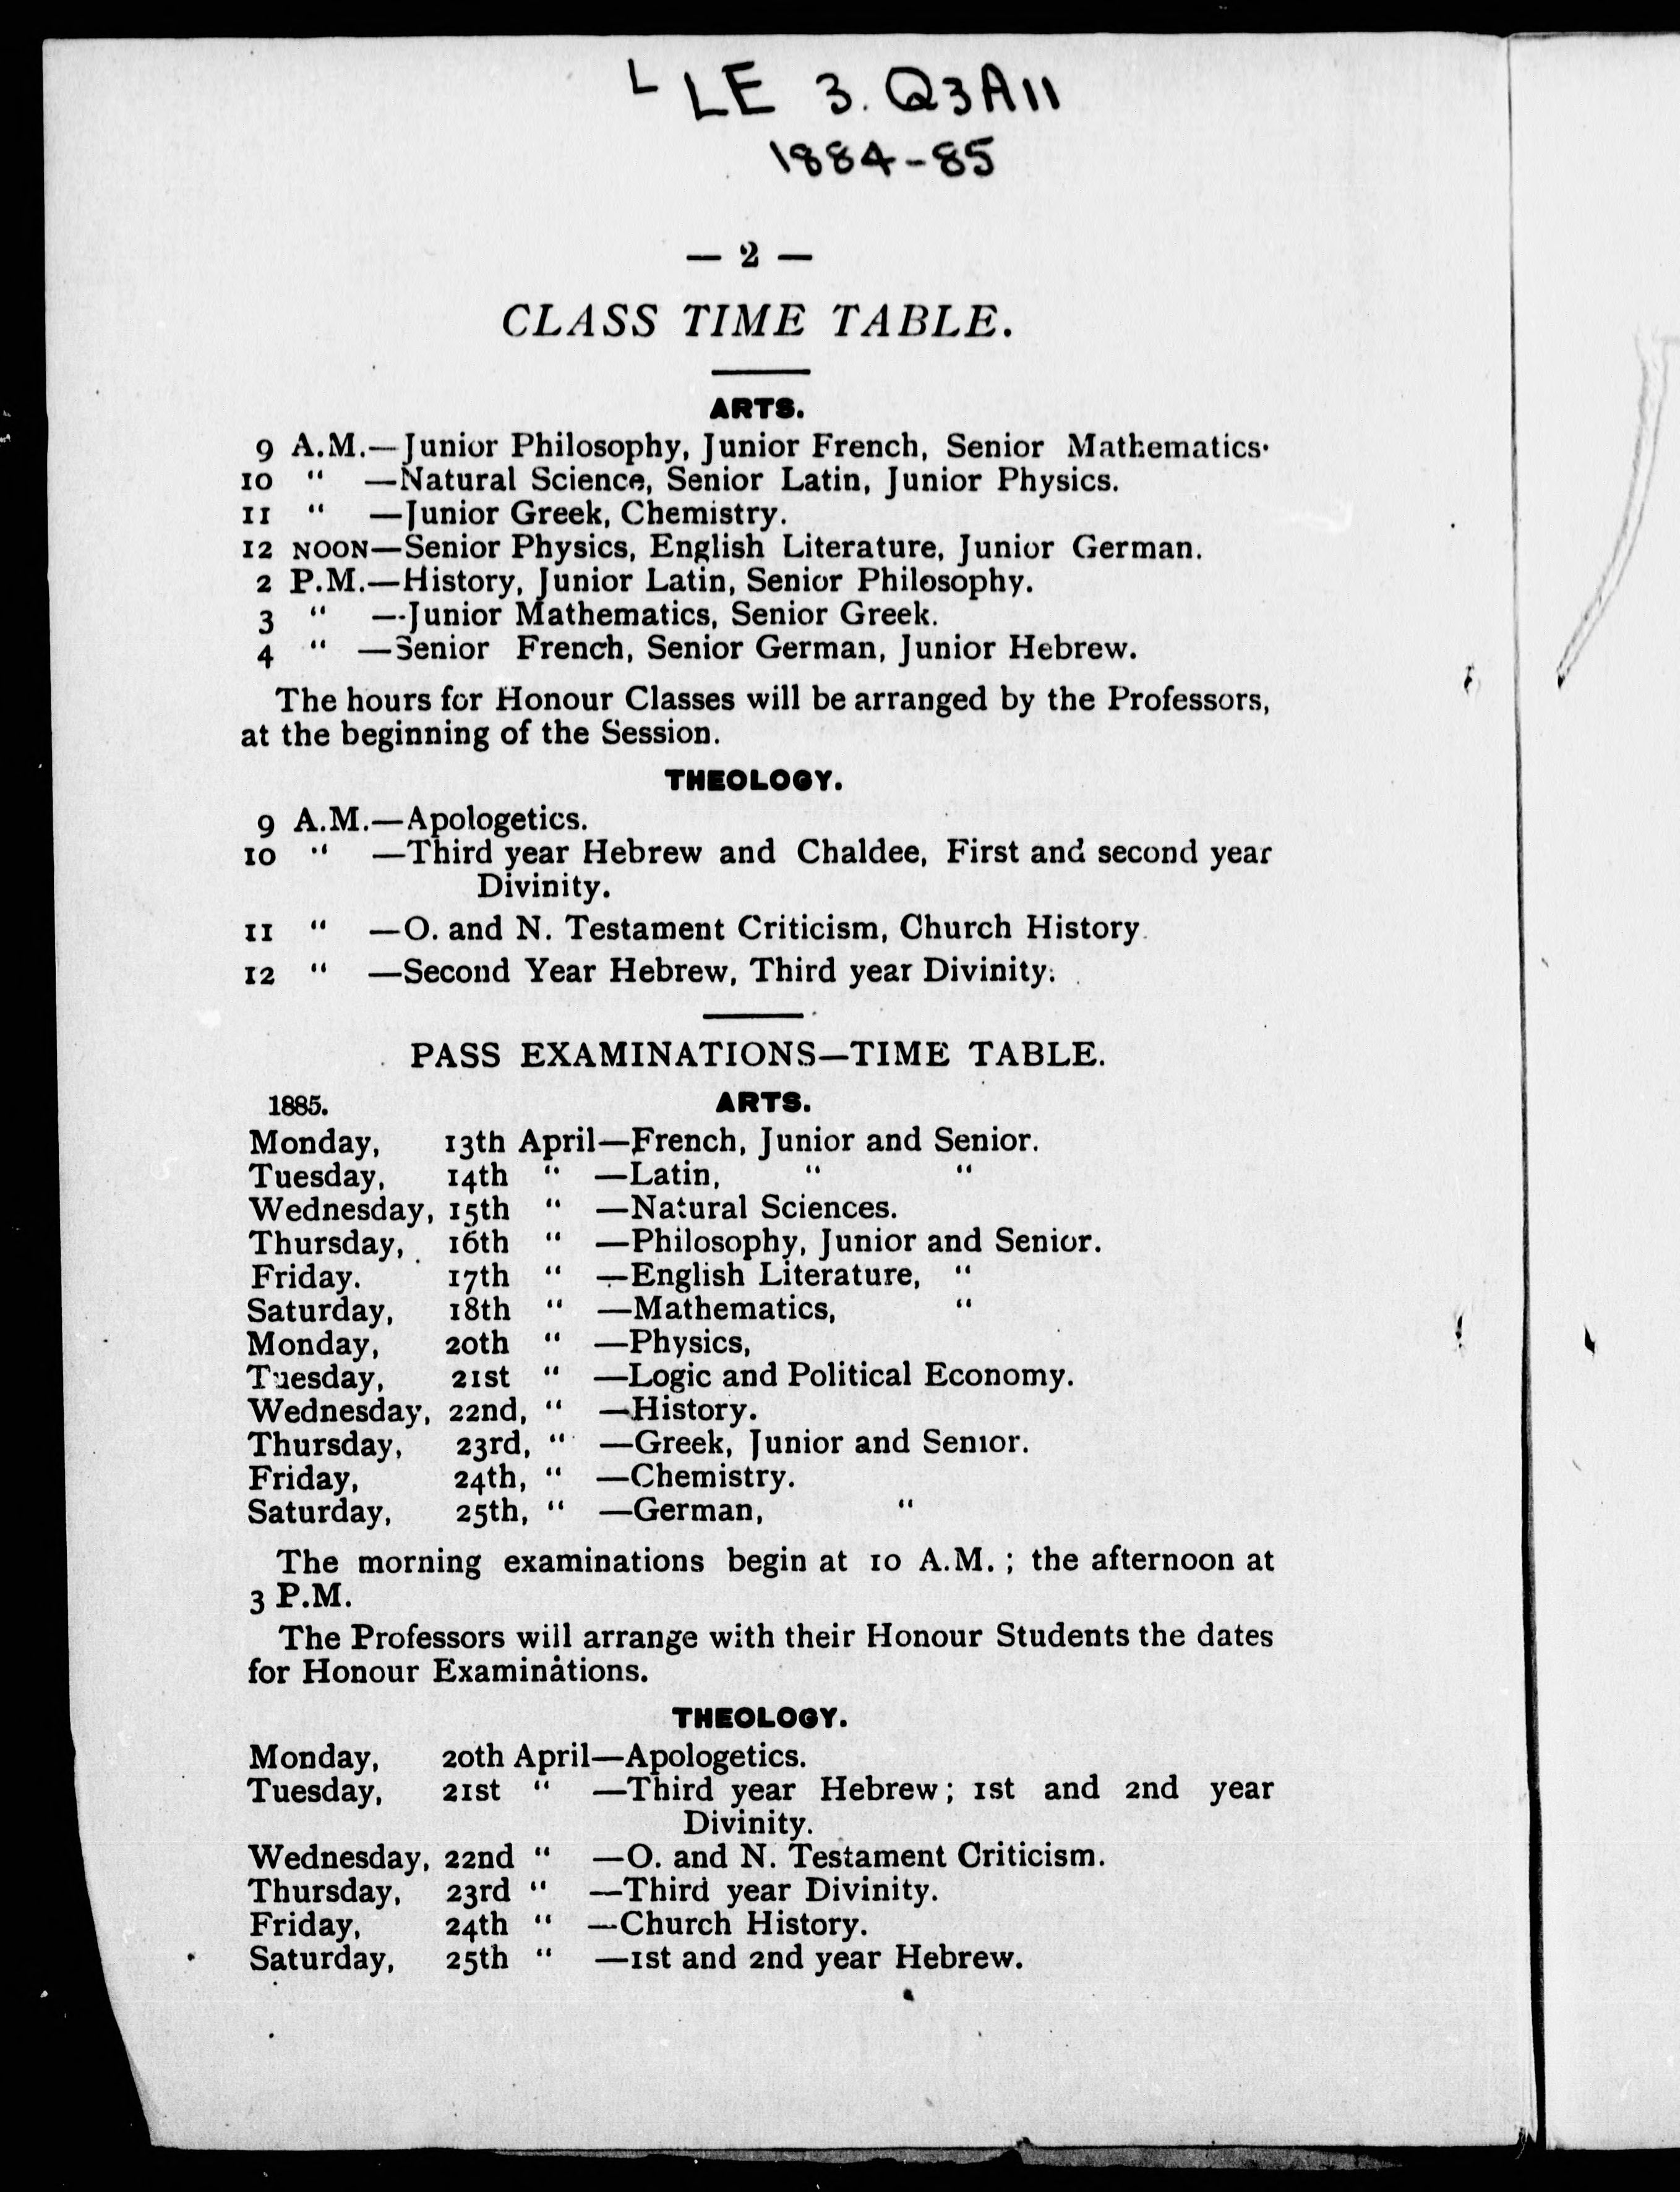 L LE 3. Q3A11
1884-85
— 2 —
CLASS TIME TABLE.
ARTS.
9 A.M.—Junior Philosophy, Junior French, Senior Mathematics.
10 “ —Natural Science, Senior Latin, Junior Physics.
11 “ —Junior Greek, Chemistry.
12 NOON—Senior Physics, English Literature, Junior German.
2 P.M.—History, Junior Latin, Senior Philosophy.
3 “ —Junior Mathematics, Senior Greek.
4 “ —Senior French, Senior German, Junior Hebrew.
The hours for Honour Classes will be arranged by the Professors,
at the beginning of the Session.
THEOLOGY.
9 A.M.—Apologetics.
10 “ —Third year Hebrew and Chaldee, First and second year
Divinity.
11 “ —O. and N. Testament Criticism, Church History.
12 “ —Second Year Hebrew, Third year Divinity.
PASS EXAMINATIONS—TIME TABLE.
1885. ARTS.
Monday, 13th April—French, Junior and Senior.
Tuesday, 14th “ —Latin, “ “
Wednesday, 15th “ —Natural Sciences.
Thursday, 16th “ —Philosophy, Junior and Senior.
Friday. 17th “ —English Literature, “
Saturday, 18th “ —Mathematics, “
Monday, 20th “ —Physics,
Tuesday, 21st “ —Logic and Political Economy.
Wednesday, 22nd, “ —History.
Thursday, 23rd, “ —Greek, Junior and Senior.
Friday, 24th, “ —Chemistry.
Saturday, 25th, “ —German, “
The morning examinations begin at 10 A.M. ; the afternoon at
3 P.M.
The Professors will arrange with their Honour Students the dates
for Honour Examinations.
THEOLOGY.
Monday, 20th April—Apologetics.
Tuesday, 21st “ —Third year Hebrew; 1st and 2nd year
Divinity.
Wednesday, 22nd “ —O. and N. Testament Criticism.
Thursday, 23rd “ —Third year Divinity.
Friday, 24th “ —Church History.
Saturday, 25th “ —1st and 2nd year Hebrew.